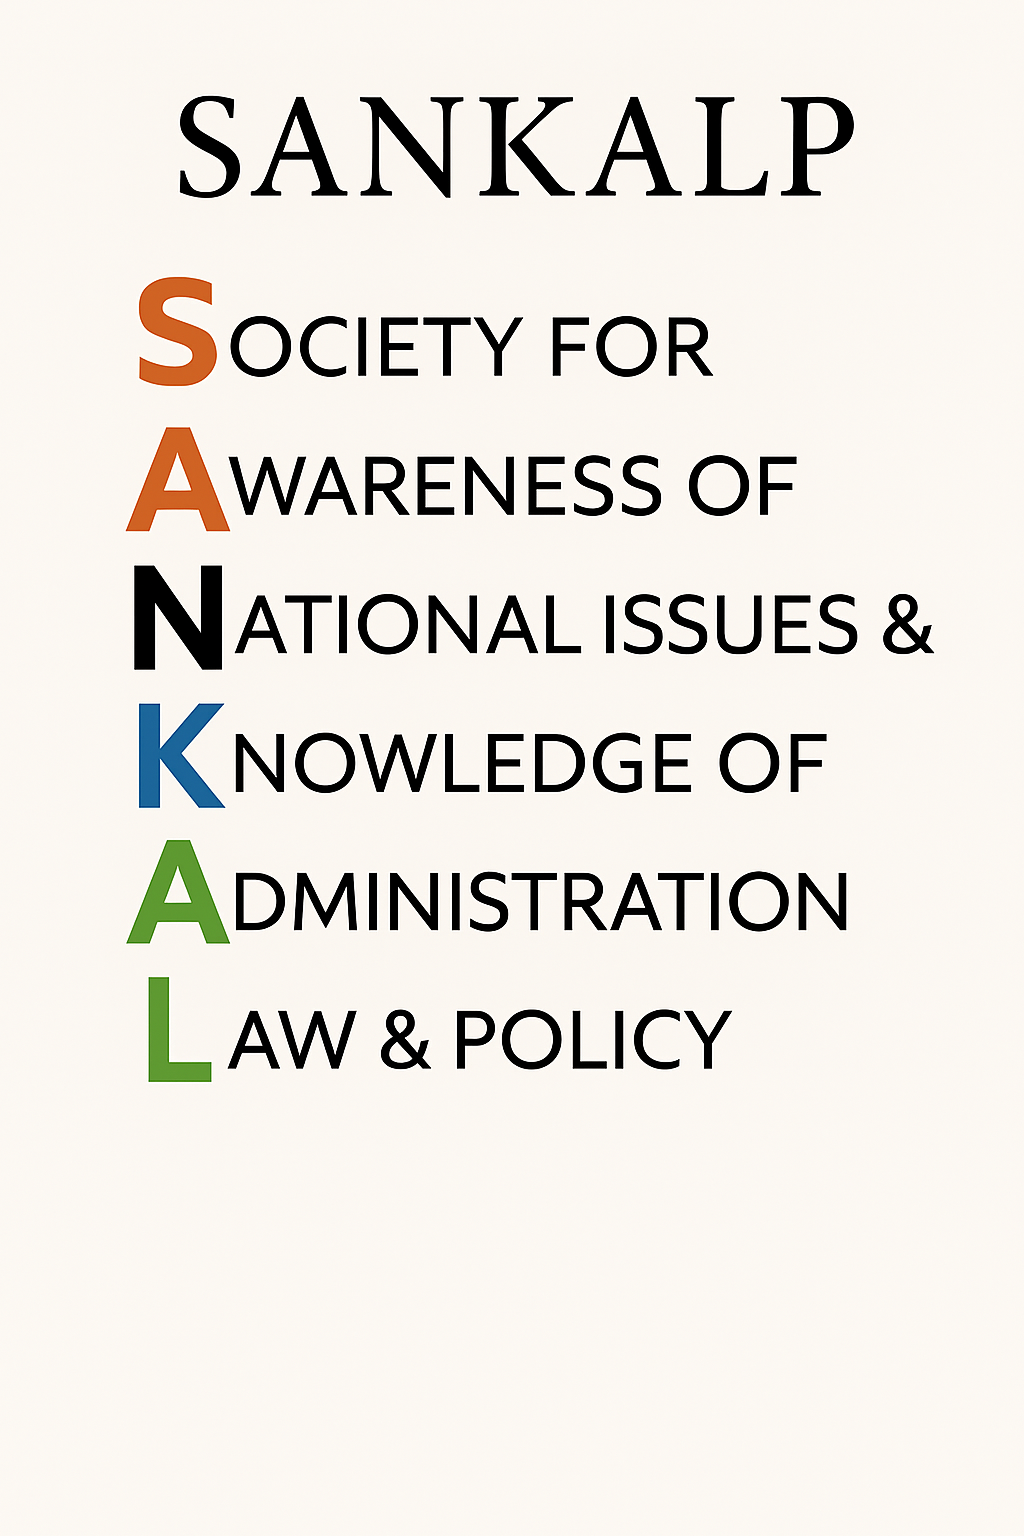 SANKALP
SOCIETY FOR
AWARENESS OF
NATIONAL ISSUES &
KNOWLEDGE OF
ADMINISTRATION
LAW & POLICY